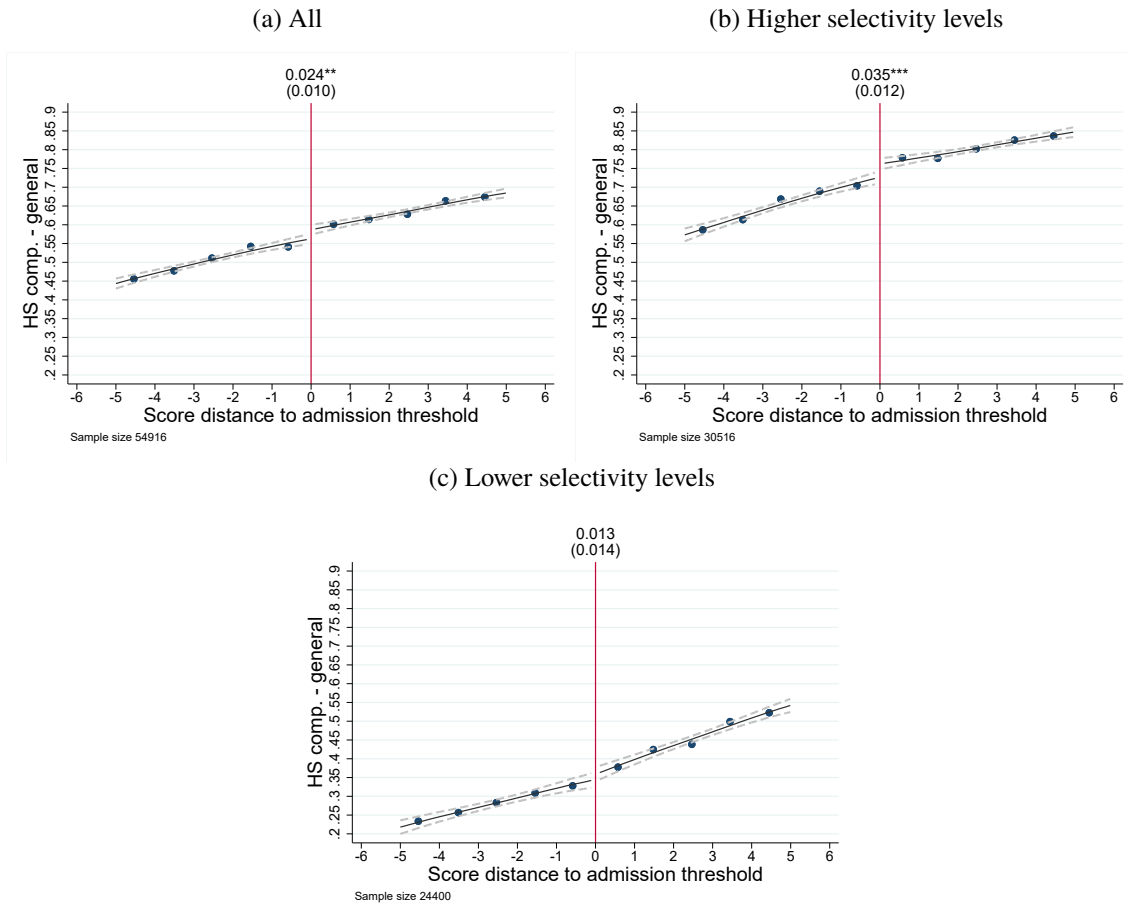 (a) All
0.024**
(0.010)
HS comp. - general
.2 .25 .3 .35 .4 .45 .5 .55 .6 .65 .7 .75 .8 .85 .9
-6 -5 -4 -3 -2 -1 0 1 2 3 4 5 6
Score distance to admission threshold
Sample size 54916
(b) Higher selectivity levels
0.035***
(0.012)
HS comp. - general
.2 .25 .3 .35 .4 .45 .5 .55 .6 .65 .7 .75 .8 .85 .9
-6 -5 -4 -3 -2 -1 0 1 2 3 4 5 6
Score distance to admission threshold
Sample size 30516
(c) Lower selectivity levels
0.013
(0.014)
HS comp. - general
.2 .25 .3 .35 .4 .45 .5 .55 .6 .65 .7 .75 .8 .85 .9
-6 -5 -4 -3 -2 -1 0 1 2 3 4 5 6
Score distance to admission threshold
Sample size 24400